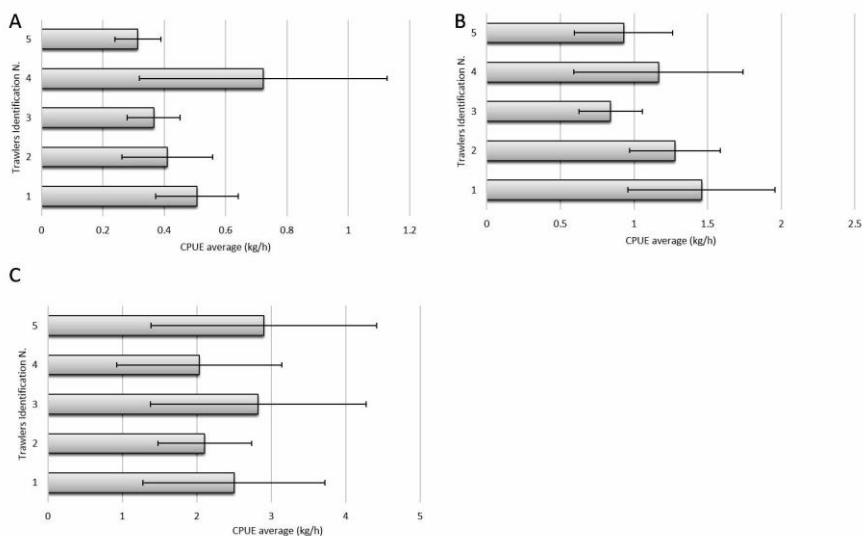 A
Trawlers Identification N.
5
4
3
2
1
0 0.2 0.4 0.6 0.8 1 1.2
CPUE average (kg/h)
B
Trawlers Identification N.
5
4
3
2
1
0 0.5 1 1.5 2 2.5
CPUE average (kg/h)
C
Trawlers Identification N.
5
4
3
2
1
0 1 2 3 4 5
CPUE average (kg/h)